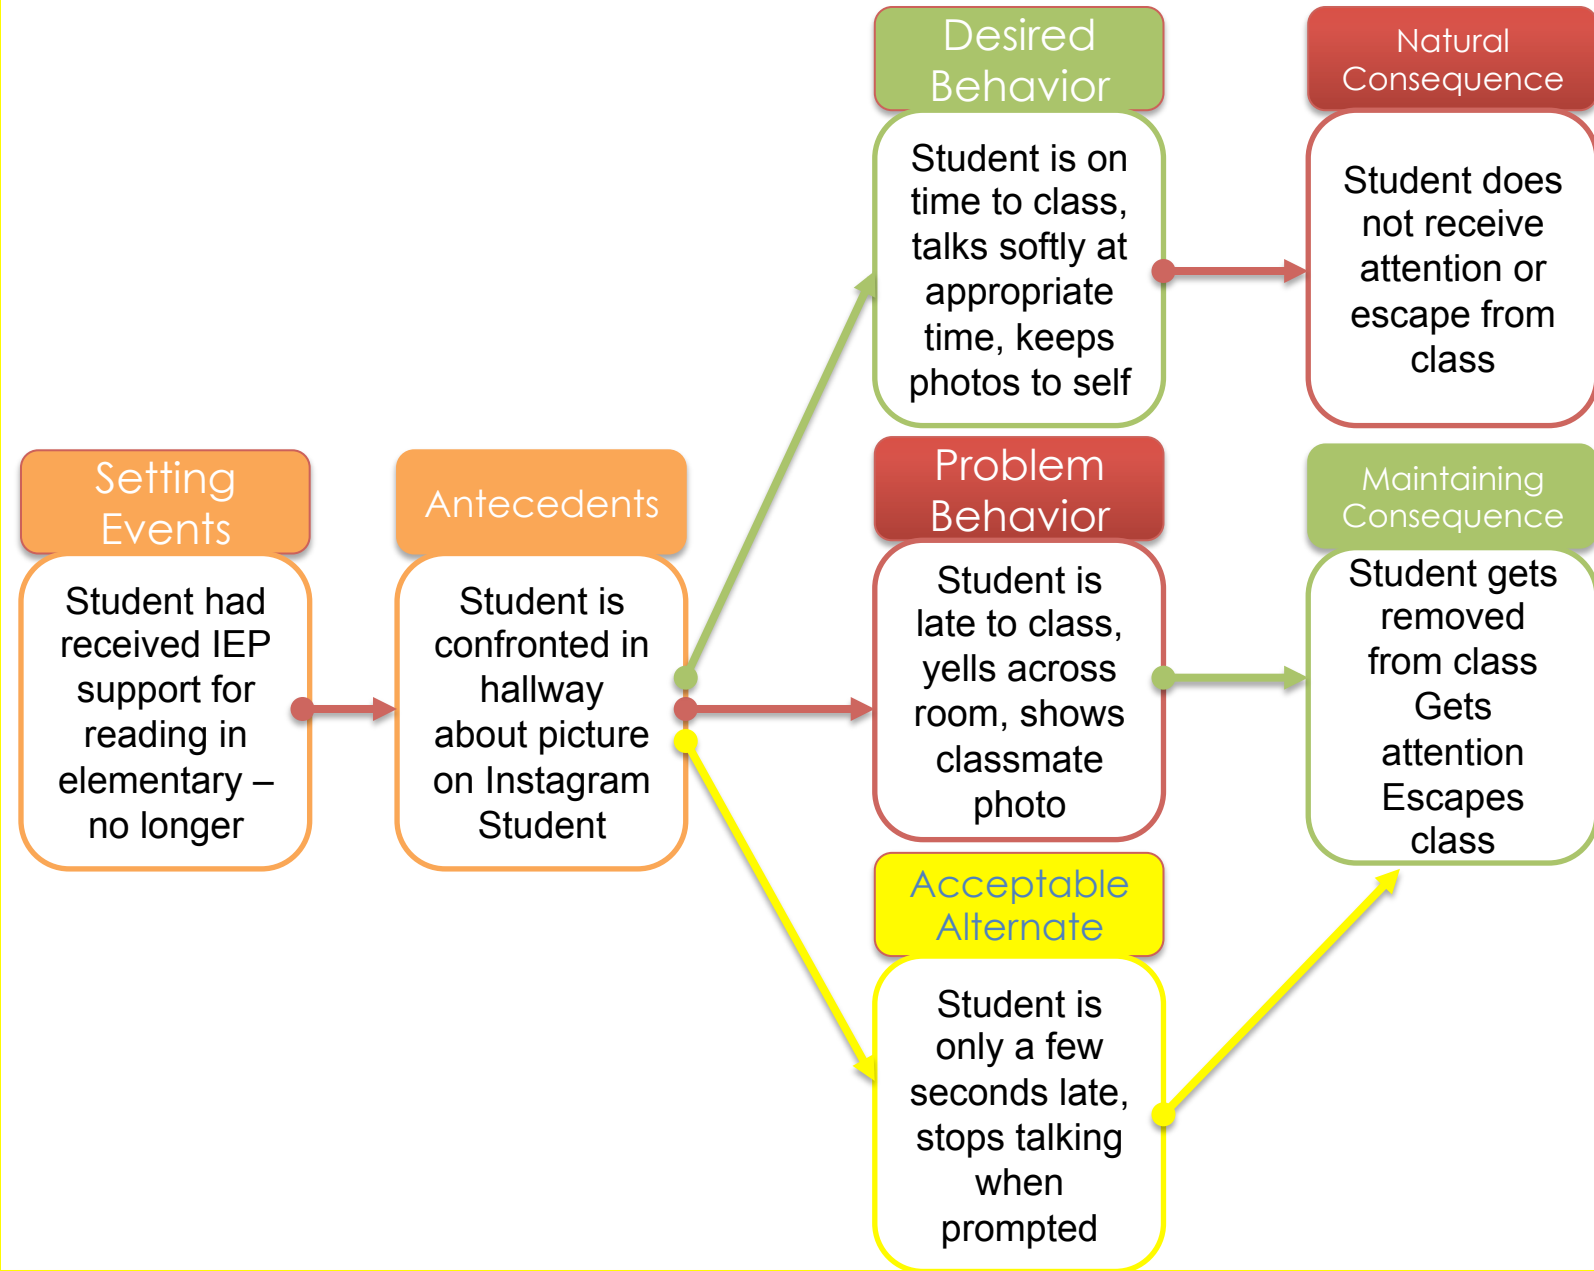 Setting
Events
Student had
received IEP
support for
reading in
elementary –
no longer
Antecedents
Student is
confronted in
hallway
about picture
on Instagram
Student
Desired
Behavior
Student is on
time to class,
talks softly at
appropriate
time, keeps
photos to self
Natural
Consequence
Student does
not receive
attention or
escape from
class
Problem
Behavior
Student is
late to class,
yells across
room, shows
classmate
photo
Maintaining
Consequence
Student gets
removed
from class
Gets
attention
Escapes
class
Acceptable
Alternate
Student is
only a few
seconds late,
stops talking
when
prompted